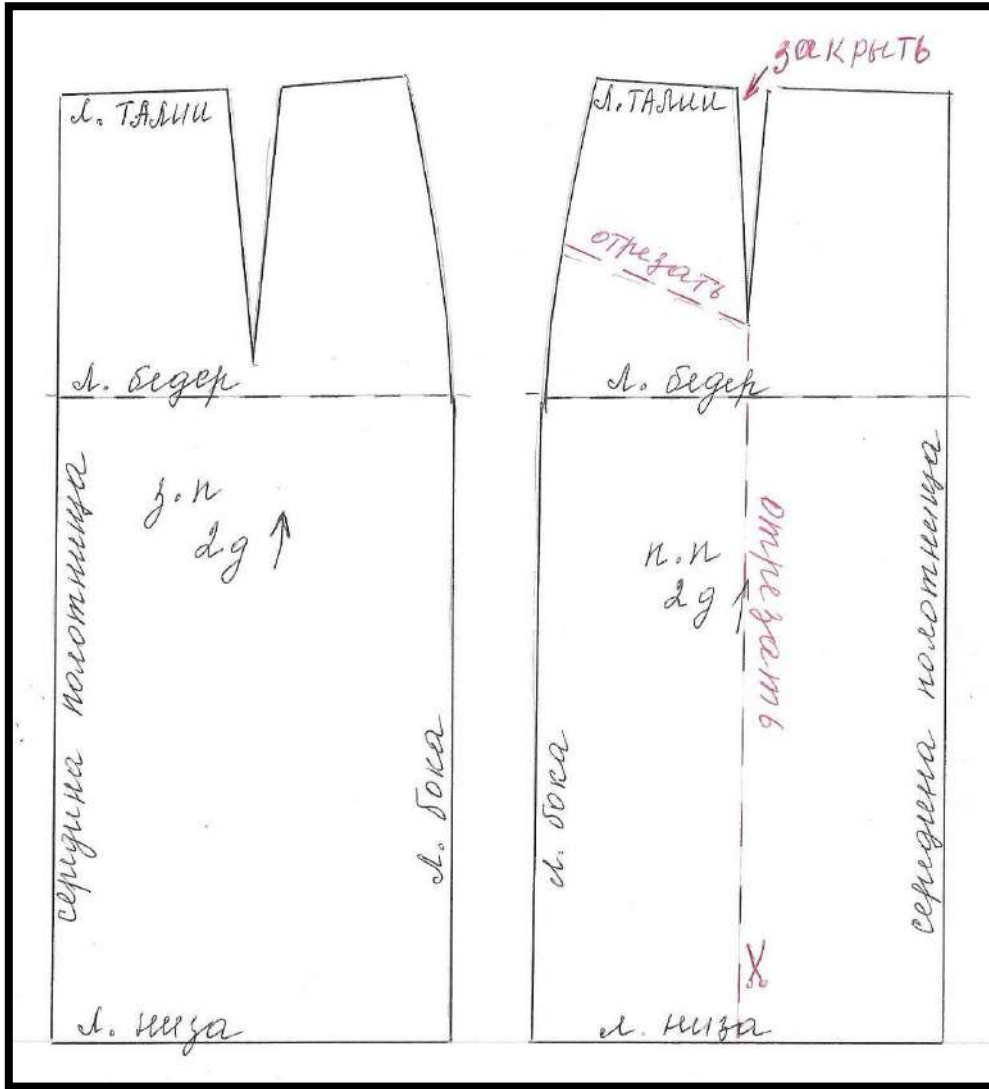 закрыть
л. талии
л. талии
отрезать
л. бедер
л. бедер
середина полотнища
з.п
2д
л. бока
л. бока
п.п
2д
отрезать
середина полотнища
л. низа
л. низа